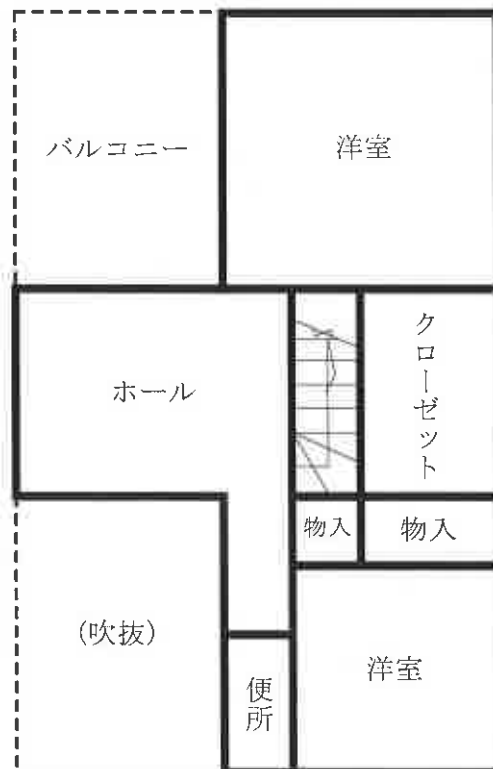 バルコニー
洋室
ホール
クローゼット
物入
物入
(吹抜)
便所
洋室